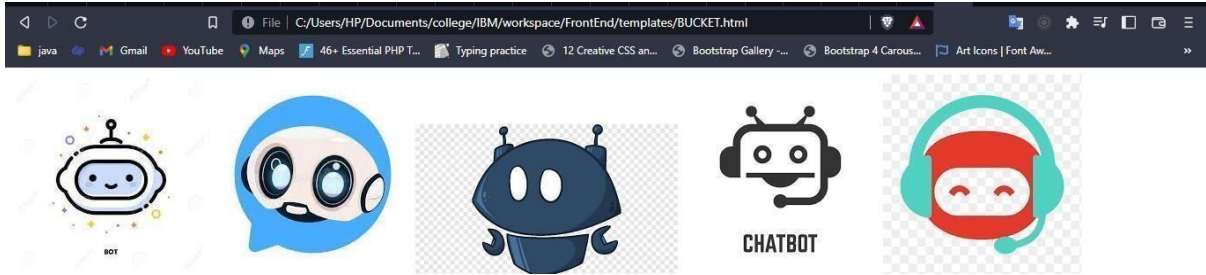 File C:/Users/HP/Documents/college/IBM/workspace/FrontEnd/templates/BUCKET.html
java Gmail YouTube Maps 46+ Essential PHP T... Typing practice 12 Creative CSS an... Bootstrap Gallery -... Bootstrap 4 Carous... Art Icons | Font Aw... »
BOT
CHATBOT